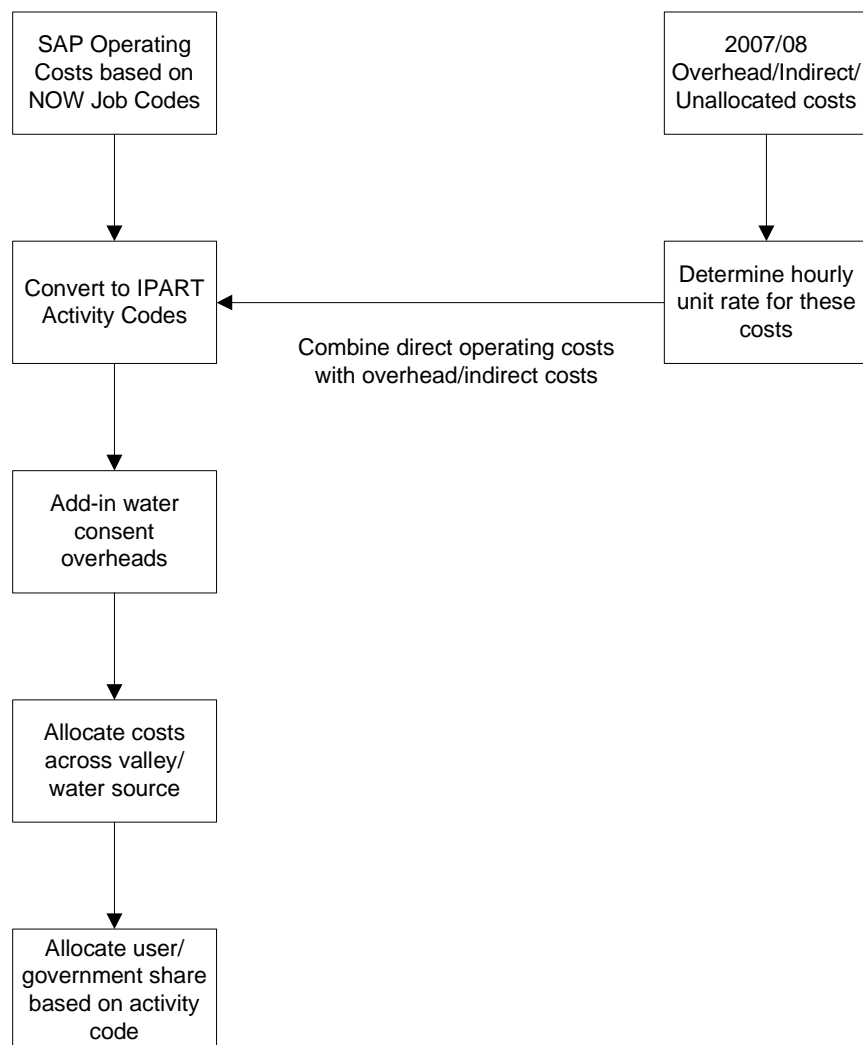 SAP Operating
Costs based on
NOW Job Codes
2007/08
Overhead/Indirect/
Unallocated costs
Convert to IPART
Activity Codes
Determine hourly
unit rate for these
costs
Combine direct operating costs
with overhead/indirect costs
Add-in water
consent
overheads
Allocate costs
across valley/
water source
Allocate user/
government share
based on activity
code